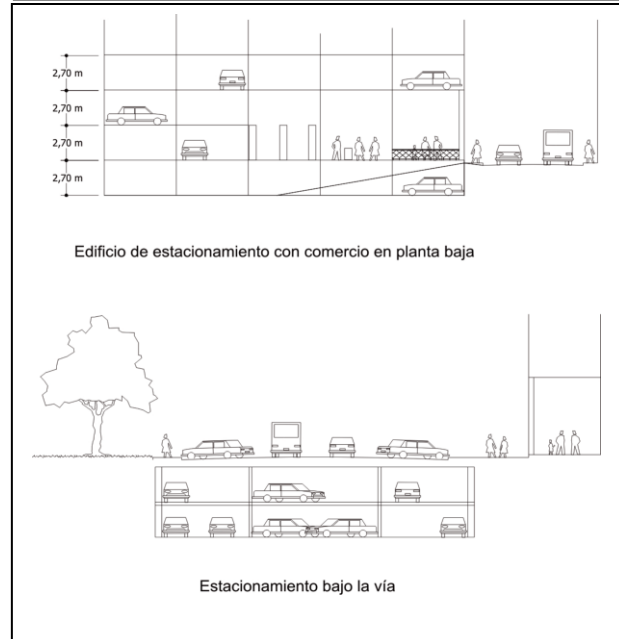 2,70 m
2,70 m
2,70 m
2,70 m
Edificio de estacionamiento con comercio en planta baja
Estacionamiento bajo la vía